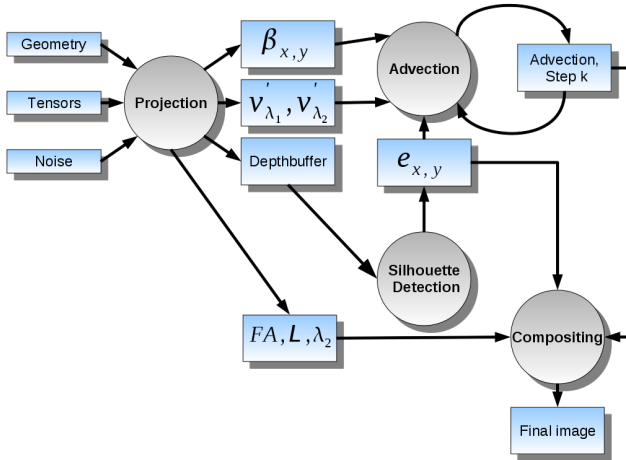 Geometry
Tensors
Noise
Projection
β x, y
v'λ1, v'λ2
Depthbuffer
Advection
Advection,
Step k
e x, y
Silhouette
Detection
FA, L, λ2
Compositing
Final image